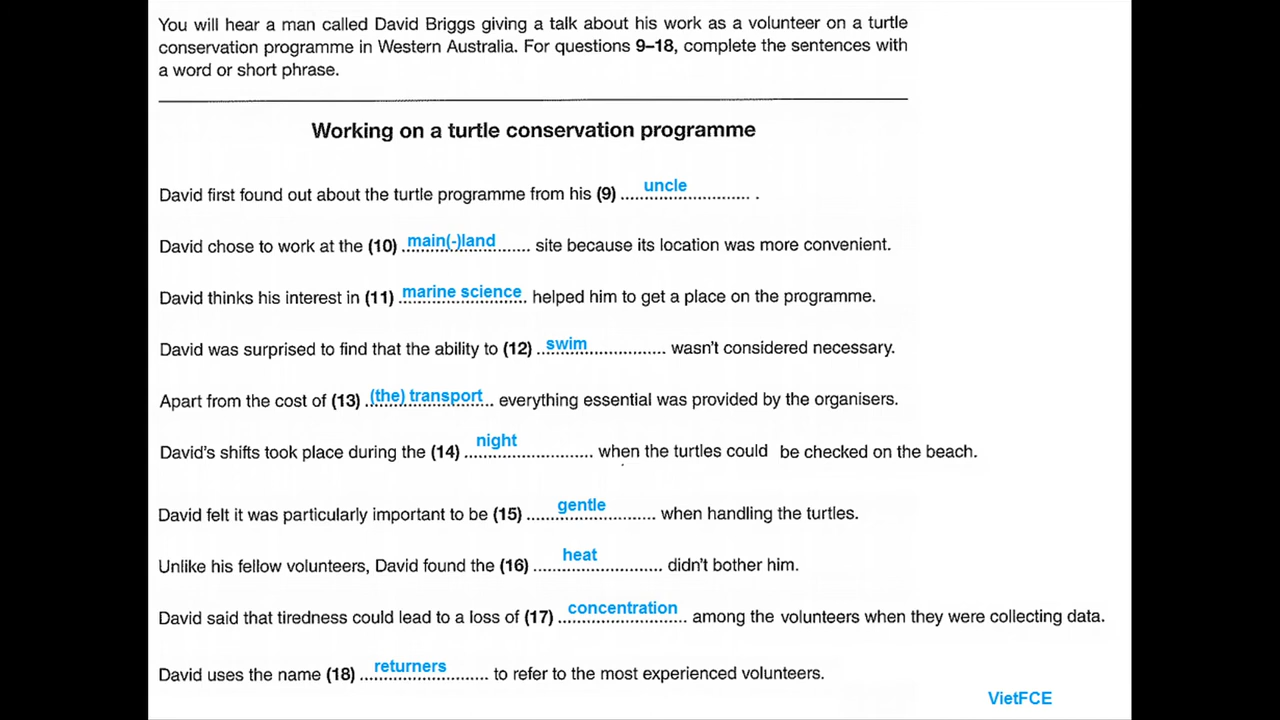 You will hear a man called David Briggs giving a talk about his work as a volunteer on a turtle
conservation programme in Western Australia. For questions 9–18, complete the sentences with
a word or short phrase.
Working on a turtle conservation programme
David first found out about the turtle programme from his (9) uncle .
David chose to work at the (10) main(-)land site because its location was more convenient.
David thinks his interest in (11) marine science helped him to get a place on the programme.
David was surprised to find that the ability to (12) swim wasn't considered necessary.
Apart from the cost of (13) (the) transport everything essential was provided by the organisers.
David's shifts took place during the (14) night when the turtles could be checked on the beach.
David felt it was particularly important to be (15) gentle when handling the turtles.
Unlike his fellow volunteers, David found the (16) heat didn't bother him.
David said that tiredness could lead to a loss of (17) concentration among the volunteers when they were collecting data.
David uses the name (18) returners to refer to the most experienced volunteers.
VietFCE